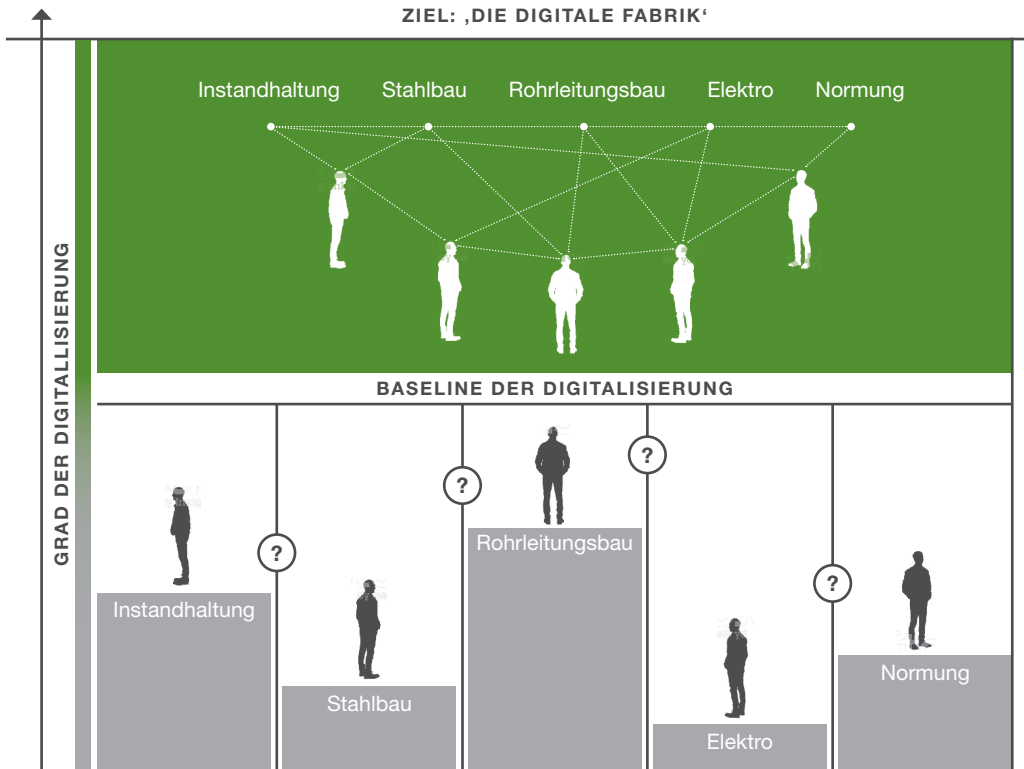 ZIEL: ‚DIE DIGITALE FABRIK‘
Instandhaltung Stahlbau Rohrleitungsbau Elektro Normung
GRAD DER DIGITALLISIERUNG
BASELINE DER DIGITALISIERUNG
?
?
?
?
Rohrleitungsbau
Instandhaltung
Stahlbau
Normung
Elektro